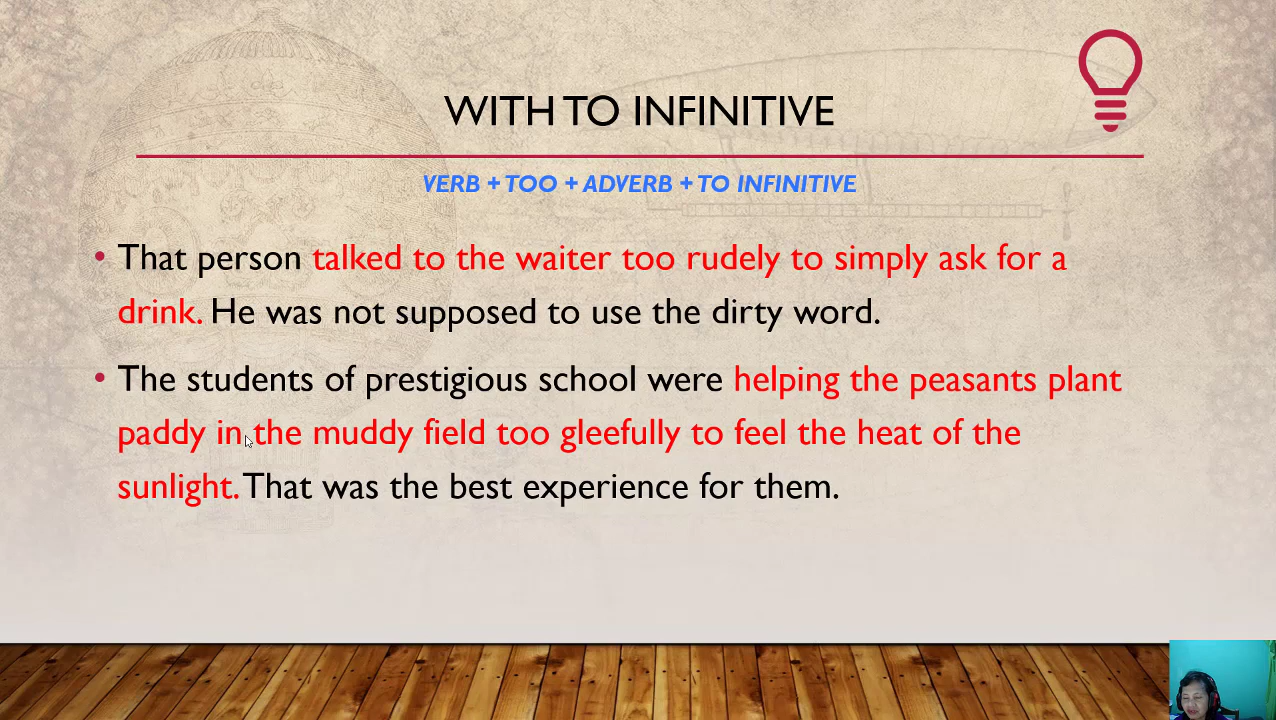 WITH TO INFINITIVE
VERB + TOO + ADVERB + TO INFINITIVE
• That person talked to the waiter too rudely to simply ask for a
drink. He was not supposed to use the dirty word.
• The students of prestigious school were helping the peasants plant
paddy in the muddy field too gleefully to feel the heat of the
sunlight. That was the best experience for them.